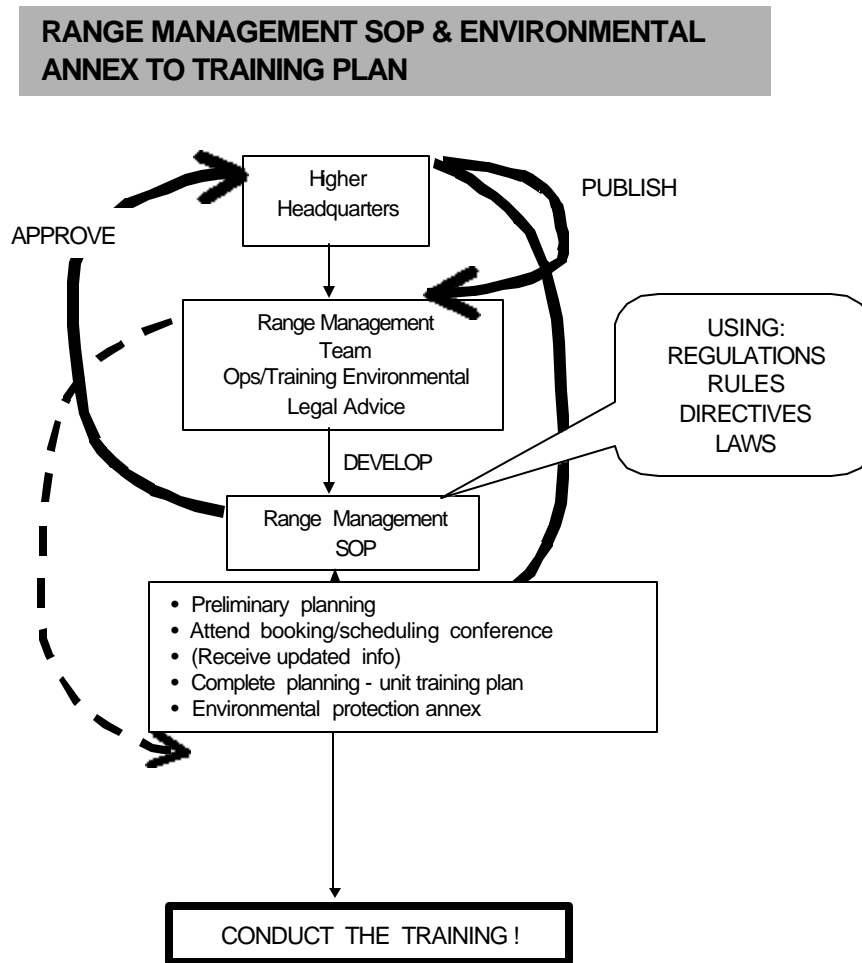 RANGE MANAGEMENT SOP & ENVIRONMENTAL
ANNEX TO TRAINING PLAN
Higher
Headquarters
PUBLISH
APPROVE
Range Management
Team
Ops/Training Environmental
Legal Advice
USING:
REGULATIONS
RULES
DIRECTIVES
LAWS
DEVELOP
Range Management
SOP
• Preliminary planning
• Attend booking/scheduling conference
• (Receive updated info)
• Complete planning - unit training plan
• Environmental protection annex
CONDUCT THE TRAINING !